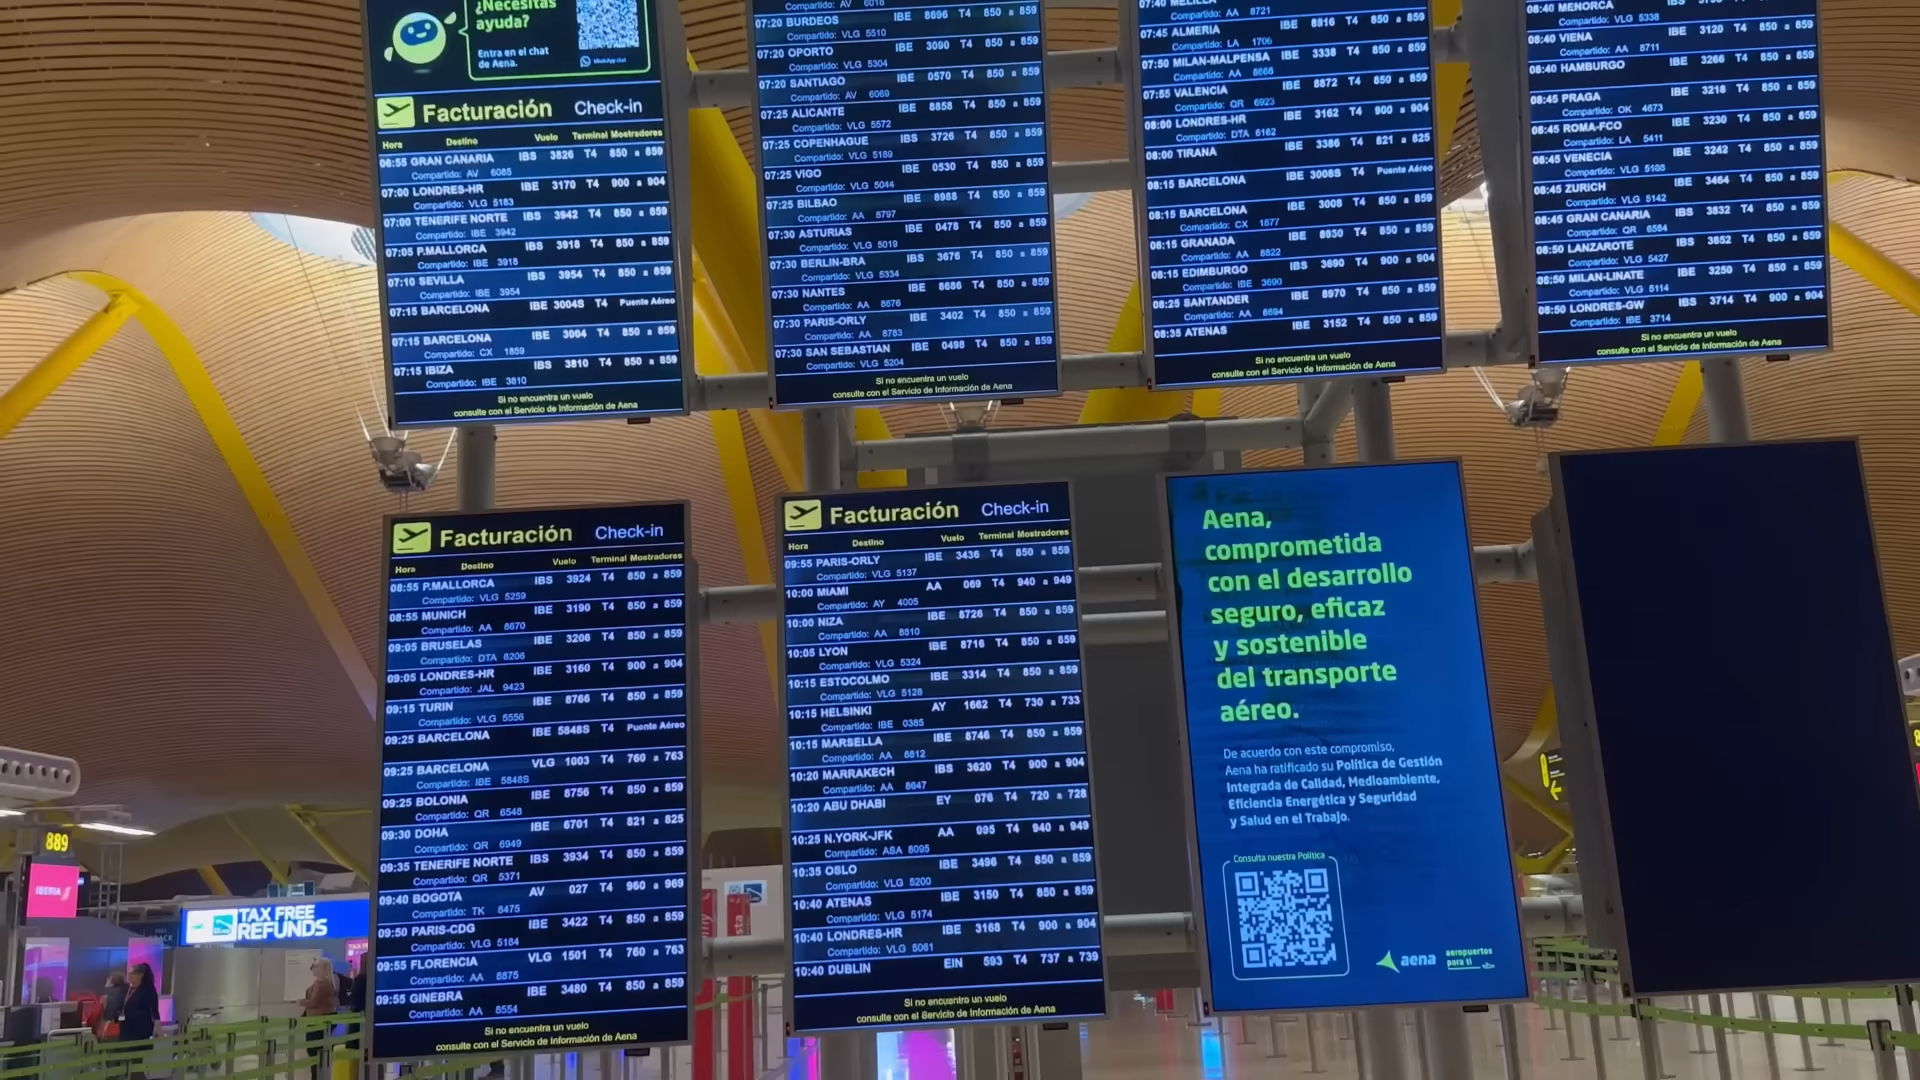 ¿Necesitas
ayuda?
Entra en el chat
de Aena.
WhatsApp chat
Facturación Check-in
Hora Destino Vuelo Terminal Mostradores
06:55 GRAN CANARIA IBS 3826 T4 850 a 859
Compartido: AV 6085
07:00 LONDRES-HR IBE 3170 T4 900 a 904
Compartido: VLG 5183
07:00 TENERIFE NORTE IBS 3942 T4 850 a 859
Compartido: IBE 3942
07:05 P.MALLORCA IBS 3918 T4 850 a 859
Compartido: IBE 3918
07:10 SEVILLA IBS 3954 T4 850 a 859
Compartido: IBE 3954
07:15 BARCELONA IBE 3004S T4 Puente Aéreo
07:15 BARCELONA IBE 3004 T4 850 a 859
Compartido: CX 1859
07:15 IBIZA IBS 3810 T4 850 a 859
Compartido: IBE 3810
Si no encuentra un vuelo
consulte con el Servicio de Información de Aena
Compartido: AV 6018
07:20 BURDEOS IBE 8696 T4 850 a 859
Compartido: VLG 5510
07:20 OPORTO IBE 3090 T4 850 a 859
Compartido: VLG 5304
07:20 SANTIAGO IBE 0570 T4 850 a 859
Compartido: AV 6069
07:25 ALICANTE IBE 8858 T4 850 a 859
Compartido: VLG 5572
07:25 COPENHAGUE IBS 3726 T4 850 a 859
Compartido: VLG 5189
07:25 VIGO IBE 0530 T4 850 a 859
Compartido: VLG 5044
07:25 BILBAO IBE 8988 T4 850 a 859
Compartido: AA 8797
07:30 ASTURIAS IBE 0478 T4 850 a 859
Compartido: VLG 5019
07:30 BERLIN-BRA IBS 3676 T4 850 a 859
Compartido: VLG 5334
07:30 NANTES IBE 8686 T4 850 a 859
Compartido: AA 8676
07:30 PARIS-ORLY IBE 3402 T4 850 a 859
Compartido: AA 8783
07:30 SAN SEBASTIAN IBE 0498 T4 850 a 859
Compartido: VLG 5204
Si no encuentra un vuelo
consulte con el Servicio de Información de Aena
07:40 MELILLA
Compartido: AA 8721
07:45 ALMERIA IBE 8916 T4 850 a 859
Compartido: LA 1706
07:50 MILAN-MALPENSA IBE 3338 T4 850 a 859
Compartido: AA 8668
07:55 VALENCIA IBE 8872 T4 850 a 859
Compartido: QR 6923
08:00 LONDRES-HR IBE 3162 T4 900 a 904
Compartido: DTA 6162
08:00 TIRANA IBE 3386 T4 821 a 825
08:15 BARCELONA IBE 3008S T4 Puente Aéreo
08:15 BARCELONA IBE 3008 T4 850 a 859
Compartido: CX 1877
08:15 GRANADA IBE 8930 T4 850 a 859
Compartido: AA 8822
08:15 EDIMBURGO IBS 3690 T4 900 a 904
Compartido: IBE 3690
08:25 SANTANDER IBE 8970 T4 850 a 859
Compartido: AA 8694
08:35 ATENAS IBE 3152 T4 850 a 859
Si no encuentra un vuelo
consulte con el Servicio de Información de Aena
08:40 MENORCA
Compartido: VLG 5338
08:40 VIENA IBE 3120 T4 850 a 859
Compartido: AA 8711
08:40 HAMBURGO IBE 3266 T4 850 a 859
08:45 PRAGA IBE 3218 T4 850 a 859
Compartido: OK 4673
08:45 ROMA-FCO IBE 3230 T4 850 a 859
Compartido: LA 5411
08:45 VENECIA IBE 3242 T4 850 a 859
Compartido: VLG 5108
08:45 ZURICH IBE 3464 T4 850 a 859
Compartido: VLG 5142
08:45 GRAN CANARIA IBS 3832 T4 850 a 859
Compartido: QR 6584
08:50 LANZAROTE IBS 3852 T4 850 a 859
Compartido: VLG 5427
08:50 MILAN-LINATE IBE 3250 T4 850 a 859
Compartido: VLG 5114
08:50 LONDRES-GW IBS 3714 T4 900 a 904
Compartido: IBE 3714
Si no encuentra un vuelo
consulte con el Servicio de Información de Aena
Facturación Check-in
Hora Destino Vuelo Terminal Mostradores
08:55 P.MALLORCA IBS 3924 T4 850 a 859
Compartido: VLG 5259
08:55 MUNICH IBE 3190 T4 850 a 859
Compartido: AA 8670
09:05 BRUSELAS IBE 3206 T4 850 a 859
Compartido: DTA 6206
09:05 LONDRES-HR IBE 3160 T4 900 a 904
Compartido: JAL 9423
09:15 TURIN IBE 8766 T4 850 a 859
Compartido: VLG 5556
09:25 BARCELONA IBE 5848S T4 Puente Aéreo
09:25 BARCELONA VLG 1003 T4 760 a 763
Compartido: IBE 5848S
09:25 BOLONIA IBE 8756 T4 850 a 859
Compartido: QR 6548
09:30 DOHA IBE 6701 T4 821 a 825
Compartido: QR 6949
09:35 TENERIFE NORTE IBS 3934 T4 850 a 859
Compartido: QR 5371
09:40 BOGOTA AV 027 T4 960 a 969
Compartido: TK 8475
09:50 PARIS-CDG IBE 3422 T4 850 a 859
Compartido: VLG 5184
09:55 FLORENCIA VLG 1501 T4 760 a 763
Compartido: AA 8875
09:55 GINEBRA IBE 3480 T4 850 a 859
Compartido: AA 8554
Si no encuentra un vuelo
consulte con el Servicio de Información de Aena
Facturación Check-in
Hora Destino Vuelo Terminal Mostradores
09:55 PARIS-ORLY IBE 3436 T4 850 a 859
Compartido: VLG 5137
10:00 MIAMI AA 069 T4 940 a 949
Compartido: AY 4005
10:00 NIZA IBE 8726 T4 850 a 859
Compartido: AA 8810
10:05 LYON IBE 8716 T4 850 a 859
Compartido: VLG 5324
10:15 ESTOCOLMO IBE 3314 T4 850 a 859
Compartido: VLG 5128
10:15 HELSINKI AY 1662 T4 730 a 733
Compartido: IBE 0385
10:15 MARSELLA IBE 8746 T4 850 a 859
Compartido: AA 8812
10:20 MARRAKECH IBS 3620 T4 900 a 904
Compartido: AA 8647
10:20 ABU DHABI EY 076 T4 720 a 728
10:25 N.YORK-JFK AA 095 T4 940 a 949
Compartido: ASA 8095
10:35 OSLO IBE 3496 T4 850 a 859
Compartido: VLG 5200
10:40 ATENAS IBE 3150 T4 850 a 859
Compartido: VLG 5174
10:40 LONDRES-HR IBE 3168 T4 900 a 904
Compartido: VLG 5061
10:40 DUBLIN EIN 593 T4 737 a 739
Si no encuentra un vuelo
consulte con el Servicio de Información de Aena
Aena,
comprometida
con el desarrollo
seguro, eficaz
y sostenible
del transporte
aéreo.
De acuerdo con este compromiso,
Aena ha ratificado su Política de Gestión
Integrada de Calidad, Medioambiente,
Eficiencia Energética y Seguridad
y Salud en el Trabajo.
Consulta nuestra Política
aena
aeropuertos
para ti
889
IBERIA
TAX FREE
REFUNDS